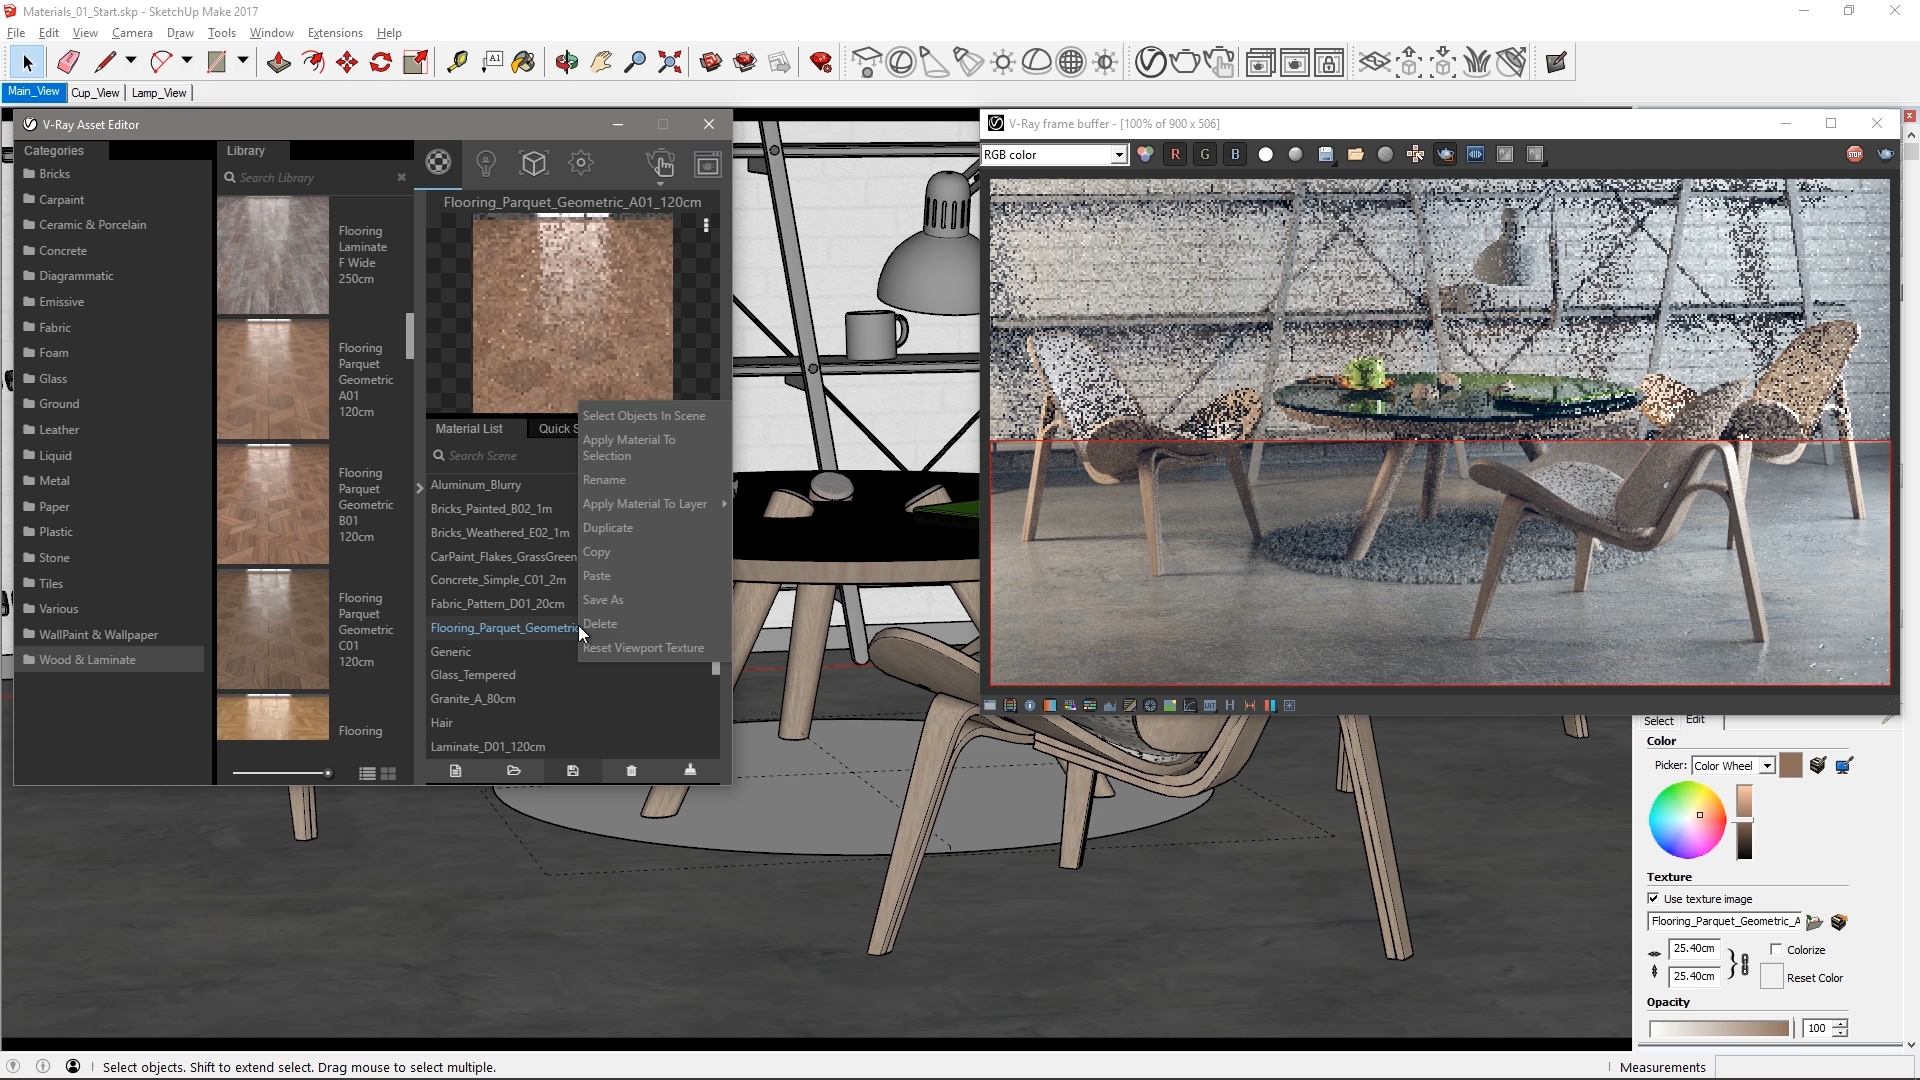 Materials_01_Start.skp - SketchUp Make 2017
File Edit View Camera Draw Tools Window Extensions Help
A1
Main_View Cup_View Lamp_View
V-Ray Asset Editor
Categories
Bricks
Carpaint
Ceramic & Porcelain
Concrete
Diagrammatic
Emissive
Fabric
Foam
Glass
Ground
Leather
Liquid
Metal
Paper
Plastic
Stone
Tiles
Various
WallPaint & Wallpaper
Wood & Laminate
Library
Search Library
Flooring
Laminate
F Wide
250cm
Flooring
Parquet
Geometric
A01
120cm
Flooring
Parquet
Geometric
B01
120cm
Flooring
Parquet
Geometric
C01
120cm
Flooring
Flooring_Parquet_Geometric_A01_120cm
Material List Quick S
Search Scene
Aluminum_Blurry
Bricks_Painted_B02_1m
Bricks_Weathered_E02_1m
CarPaint_Flakes_GrassGreen
Concrete_Simple_C01_2m
Fabric_Pattern_D01_20cm
Flooring_Parquet_Geometric
Generic
Glass_Tempered
Granite_A_80cm
Hair
Laminate_D01_120cm
Select Objects In Scene
Apply Material To
Selection
Rename
Apply Material To Layer
Duplicate
Copy
Paste
Save As
Delete
Reset Viewport Texture
V-Ray frame buffer - [100% of 900 x 506]
RGB color
R G B
STOP
HSL
LUT
H
Select Edit
Color
Picker: Color Wheel
Texture
Use texture image
Flooring_Parquet_Geometric_A
25.40cm
Colorize
25.40cm
Reset Color
Opacity
100
Select objects. Shift to extend select. Drag mouse to select multiple.
Measurements